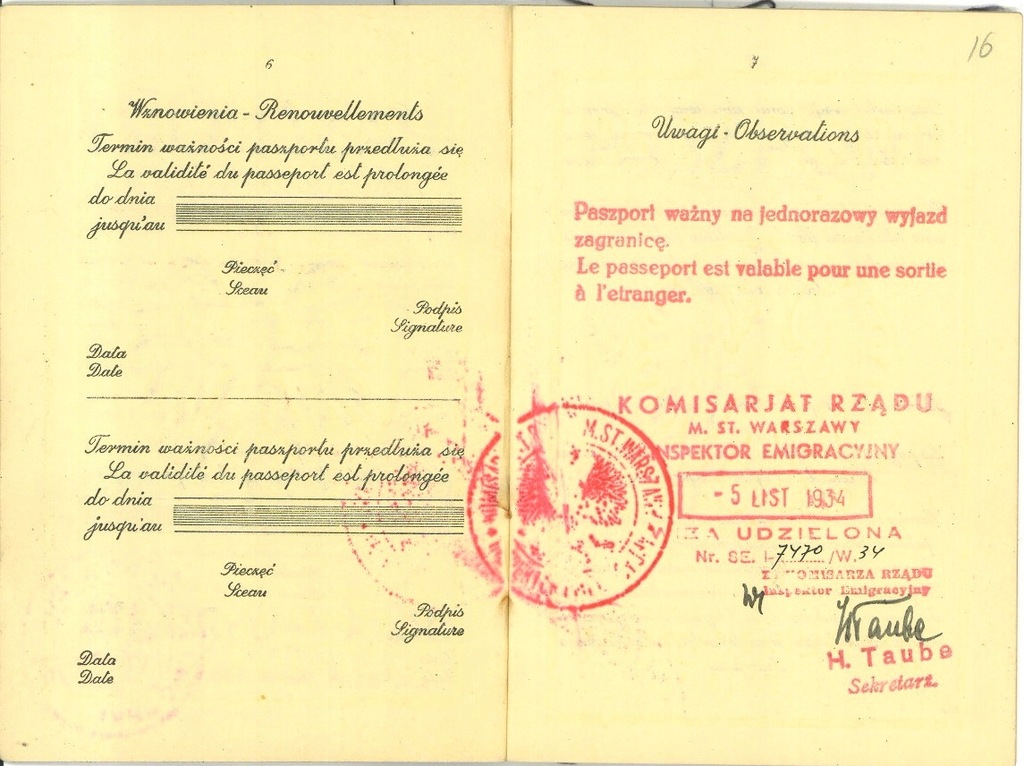 6
Wznowienia - Renouvellements
Termin ważności paszportu przedłuża się
La validité du passeport est prolongée
do dnia
jusqu'au
Pieczęć
Sceau
Podpis
Signature
Data
Date
Termin ważności paszportu przedłuża się
La validité du passeport est prolongée
do dnia
jusqu'au
Pieczęć
Sceau
Podpis
Signature
Data
Date
7
16
Uwagi - Observations
Paszport ważny na jednorazowy wyjazd
zagranicę.
Le passeport est valable pour une sortie
à l'etranger.
KOMISARJAT RZĄDU
M. ST. WARSZAWY
INSPEKTOR EMIGRACYJNY
- 5 LIST 1934
UDZIELONA
Nr. SE. I-7470/W.34
KOMISARZA RZĄDU
Inspektor Emigracyjny
HTaube
H. Taube
Sekretarz.
M. ST. WARSZAWY